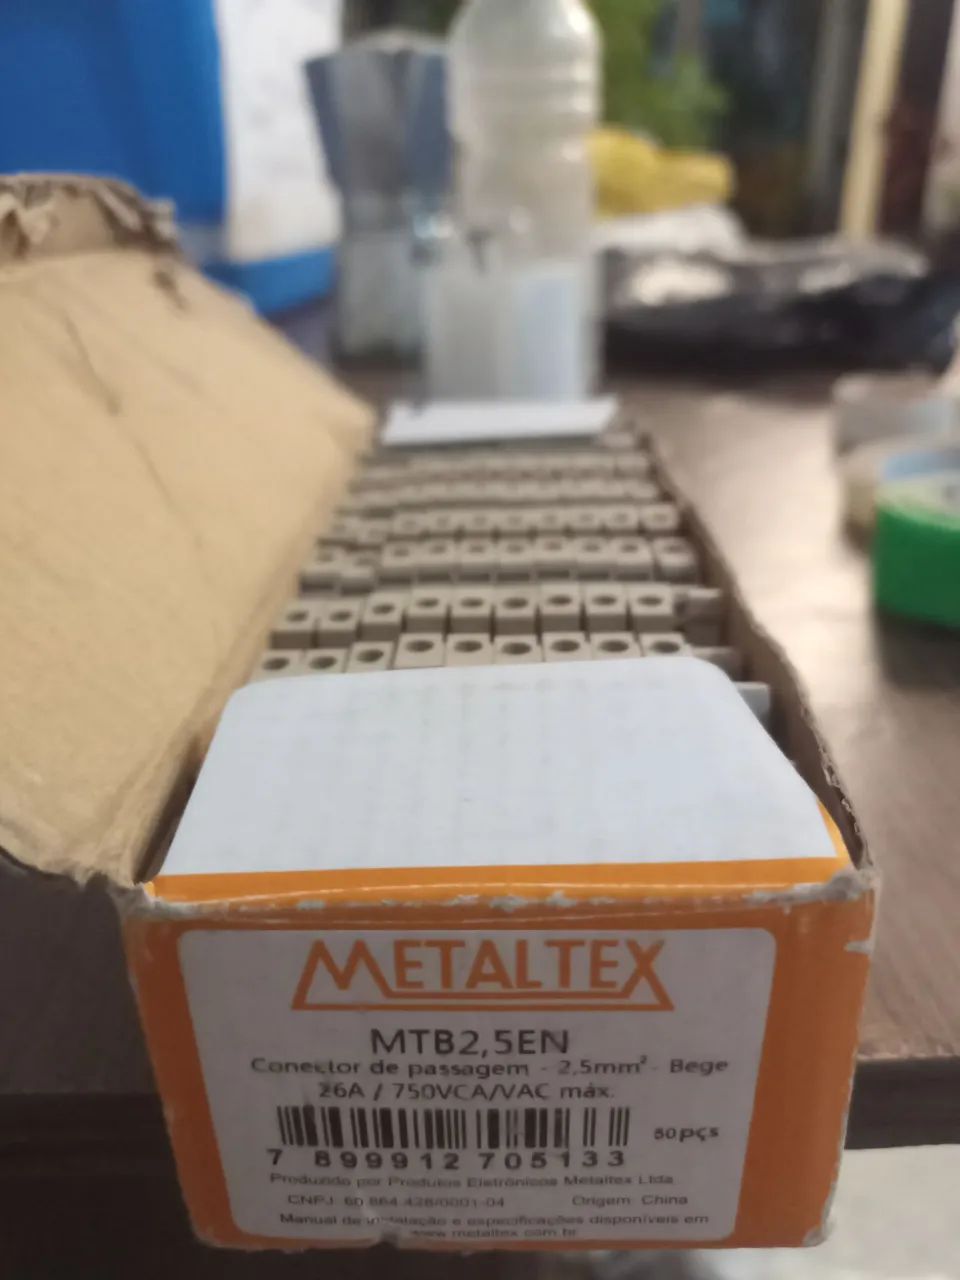 METALTEX
MTB2,5EN
Conector de passagem - 2,5mm² - Bege
26A / 750VCA/VAC máx.
50pçs
7 899912 705133
Produzido por Produtos Eletrônicos Metaltex Ltda
CNPJ: 60.864.428/0001-04 Origem: China
Manual de instalação e especificações disponíveis em
www.metaltex.com.br